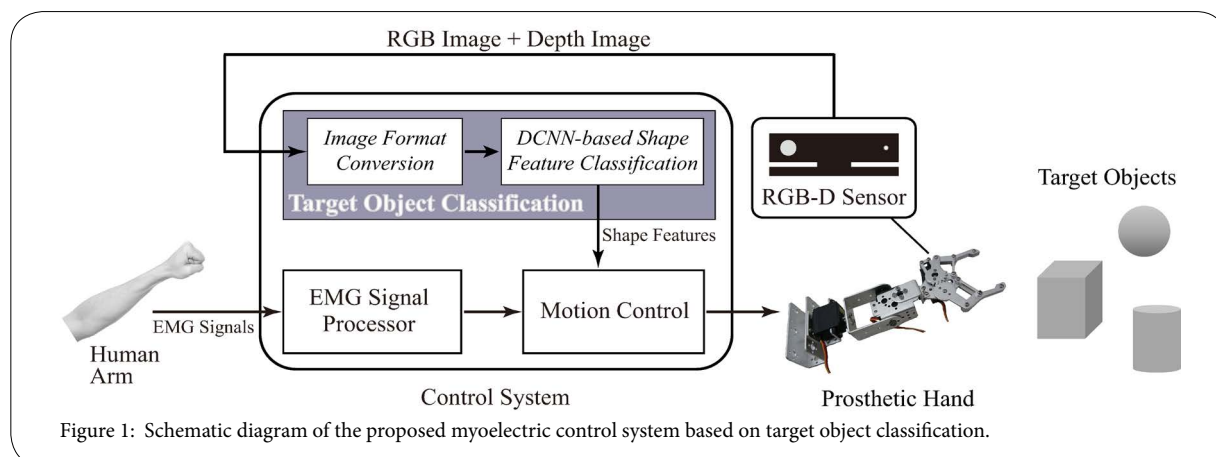 RGB Image + Depth Image
Image Format
Conversion
DCNN-based Shape
Feature Classification
Target Object Classification
RGB-D Sensor
Target Objects
Shape Features
EMG Signals
EMG Signal
Processor
Motion Control
Human
Arm
Control System
Prosthetic Hand
Figure 1: Schematic diagram of the proposed myoelectric control system based on target object classification.